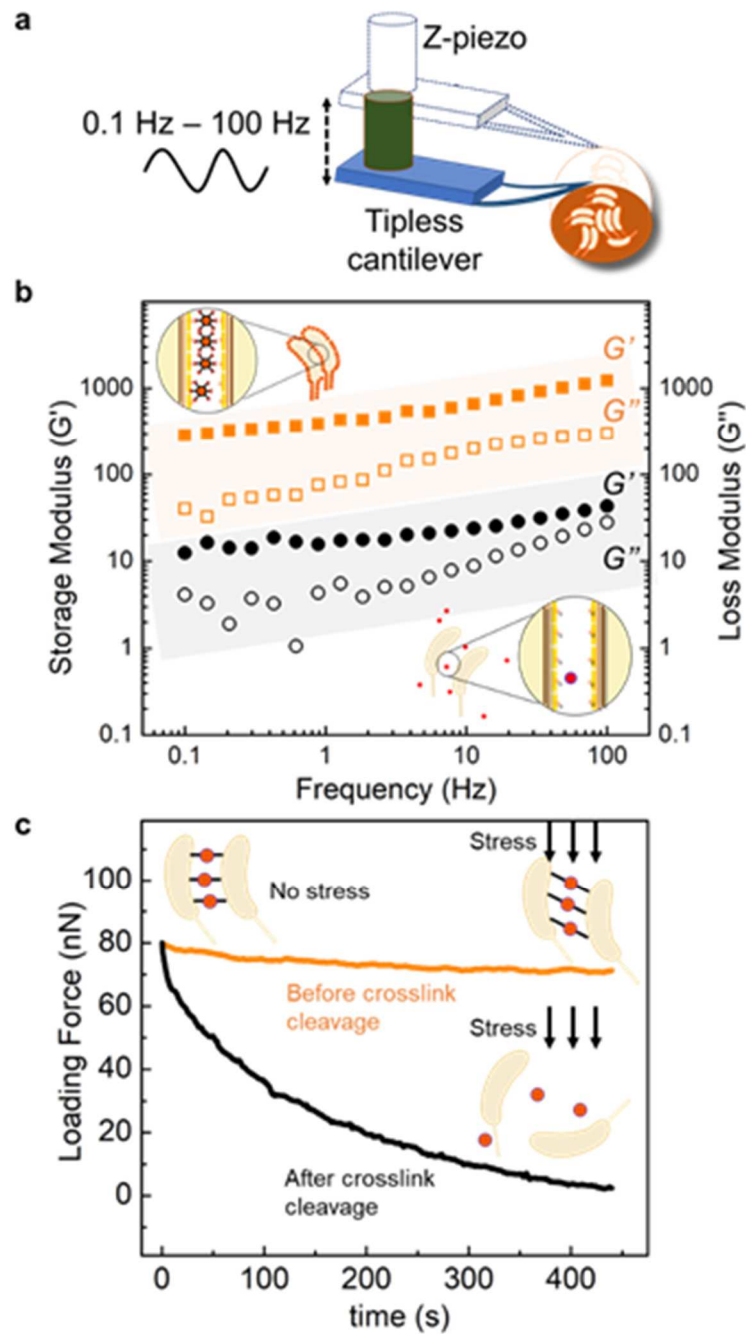 a
Z-piezo
0.1 Hz – 100 Hz
Tipless
cantilever
b
Storage Modulus (G')
1000
100
10
1
0.1
G'
G"
G'
G"
1000
100
10
1
0.1
Loss Modulus (G")
0.1
1
10
100
Frequency (Hz)
c
Loading Force (nN)
100
80
60
40
20
0
No stress
Stress
Before crosslink
cleavage
Stress
After crosslink
cleavage
0
100
200
300
400
time (s)